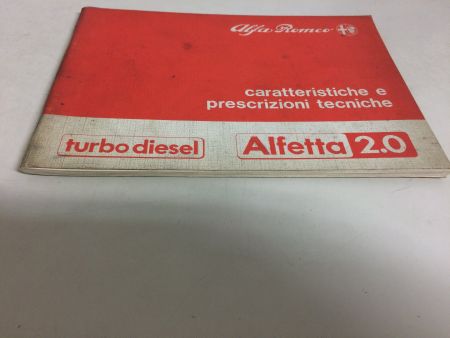 Alfa Romeo
caratteristiche e
prescrizioni tecniche
turbo diesel
Alfetta 2.0